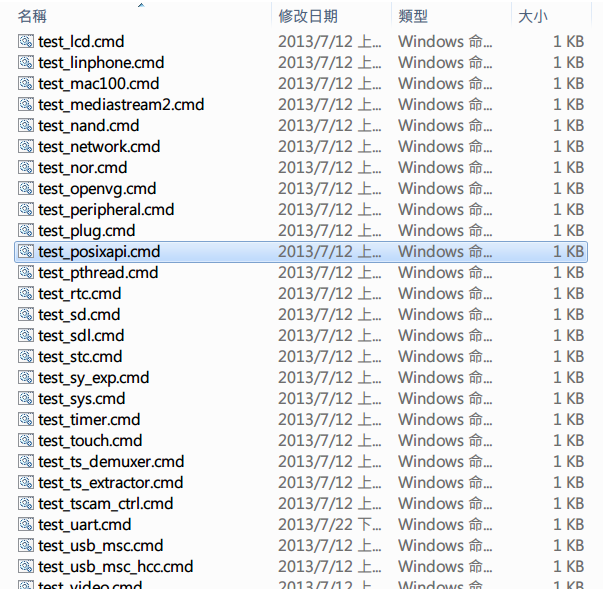 名稱 修改日期 類型 大小
test_lcd.cmd 2013/7/12 上... Windows 命... 1 KB
test_linphone.cmd 2013/7/12 上... Windows 命... 1 KB
test_mac100.cmd 2013/7/12 上... Windows 命... 1 KB
test_mediastream2.cmd 2013/7/12 上... Windows 命... 1 KB
test_nand.cmd 2013/7/12 上... Windows 命... 1 KB
test_network.cmd 2013/7/12 上... Windows 命... 1 KB
test_nor.cmd 2013/7/12 上... Windows 命... 1 KB
test_openvg.cmd 2013/7/12 上... Windows 命... 1 KB
test_peripheral.cmd 2013/7/12 上... Windows 命... 1 KB
test_plug.cmd 2013/7/12 上... Windows 命... 1 KB
test_posixapi.cmd 2013/7/12 上... Windows 命... 1 KB
test_pthread.cmd 2013/7/12 上... Windows 命... 1 KB
test_rtc.cmd 2013/7/12 上... Windows 命... 1 KB
test_sd.cmd 2013/7/12 上... Windows 命... 1 KB
test_sdl.cmd 2013/7/12 上... Windows 命... 1 KB
test_stc.cmd 2013/7/12 上... Windows 命... 1 KB
test_sy_exp.cmd 2013/7/12 上... Windows 命... 1 KB
test_sys.cmd 2013/7/12 上... Windows 命... 1 KB
test_timer.cmd 2013/7/12 上... Windows 命... 1 KB
test_touch.cmd 2013/7/12 上... Windows 命... 1 KB
test_ts_demuxer.cmd 2013/7/12 上... Windows 命... 1 KB
test_ts_extractor.cmd 2013/7/12 上... Windows 命... 1 KB
test_tscam_ctrl.cmd 2013/7/12 上... Windows 命... 1 KB
test_uart.cmd 2013/7/22 下... Windows 命... 1 KB
test_usb_msc.cmd 2013/7/12 上... Windows 命... 1 KB
test_usb_msc_hcc.cmd 2013/7/12 上... Windows 命... 1 KB
test_video.cmd 2013/7/12 上... Windows 命... 1 KB